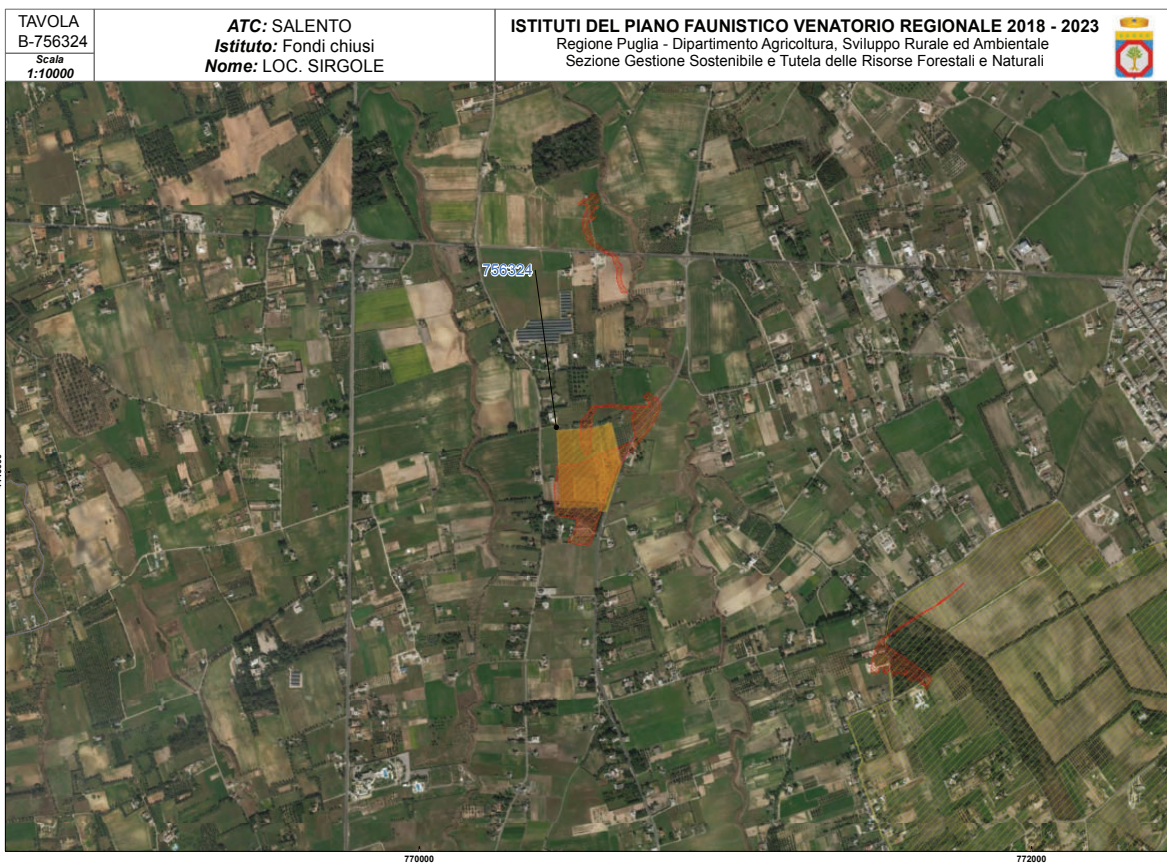 TAVOLA
B-756324
Scala
1:10000
ATC: SALENTO
Istituto: Fondi chiusi
Nome: LOC. SIRGOLE
ISTITUTI DEL PIANO FAUNISTICO VENATORIO REGIONALE 2018 - 2023
Regione Puglia - Dipartimento Agricoltura, Sviluppo Rurale ed Ambientale
Sezione Gestione Sostenibile e Tutela delle Risorse Forestali e Naturali
756324
770000
772000